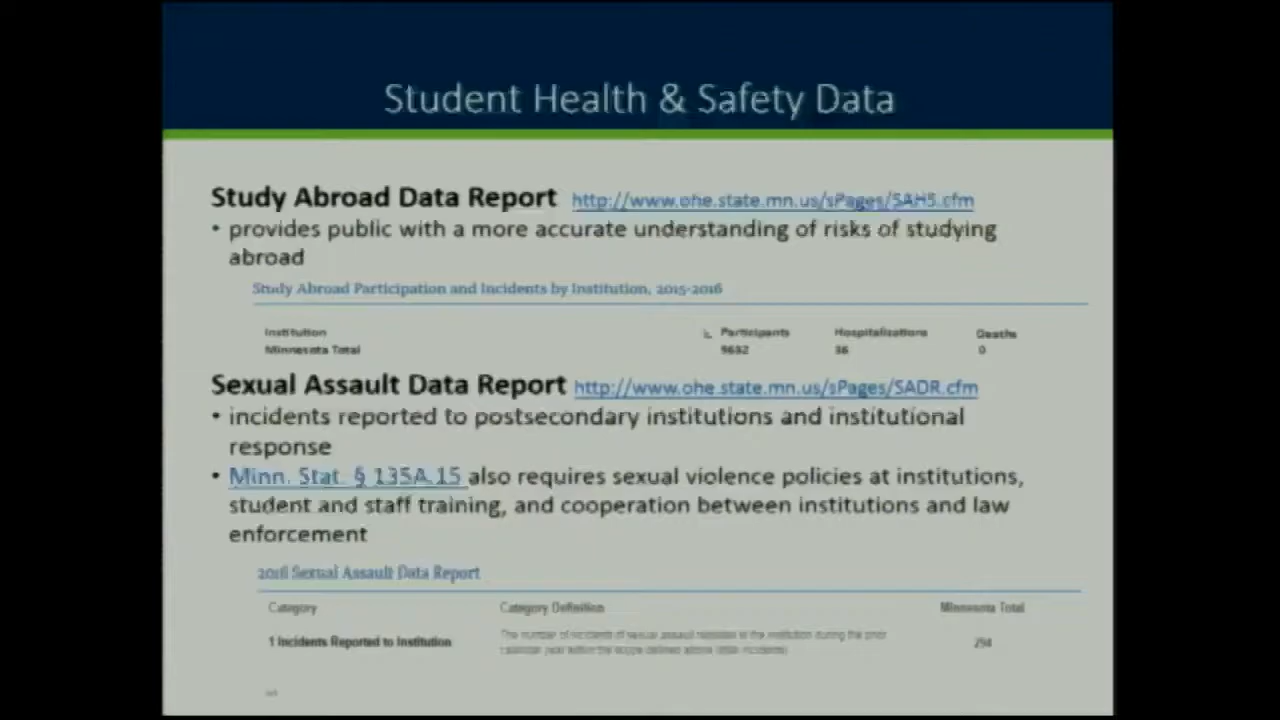 Student Health & Safety Data
Study Abroad Data Report http://www.ohe.state.mn.us/sPages/SAHS.cfm
• provides public with a more accurate understanding of risks of studying
abroad
Study Abroad Participation and Incidents by Institution, 2015-2016
Institution Participants Hospitalizations Deaths
Minnesota Total 9632 36 0
Sexual Assault Data Report http://www.ohe.state.mn.us/sPages/SADR.cfm
• incidents reported to postsecondary institutions and institutional
response
• Minn. Stat. § 135A.15 also requires sexual violence policies at institutions,
student and staff training, and cooperation between institutions and law
enforcement
2016 Sexual Assault Data Report
Category Category Definition Minnesota Total
1 Incidents Reported to Institution The number of incidents of sexual assault reported to the institution during the prior 294
calendar year within the scope defined above